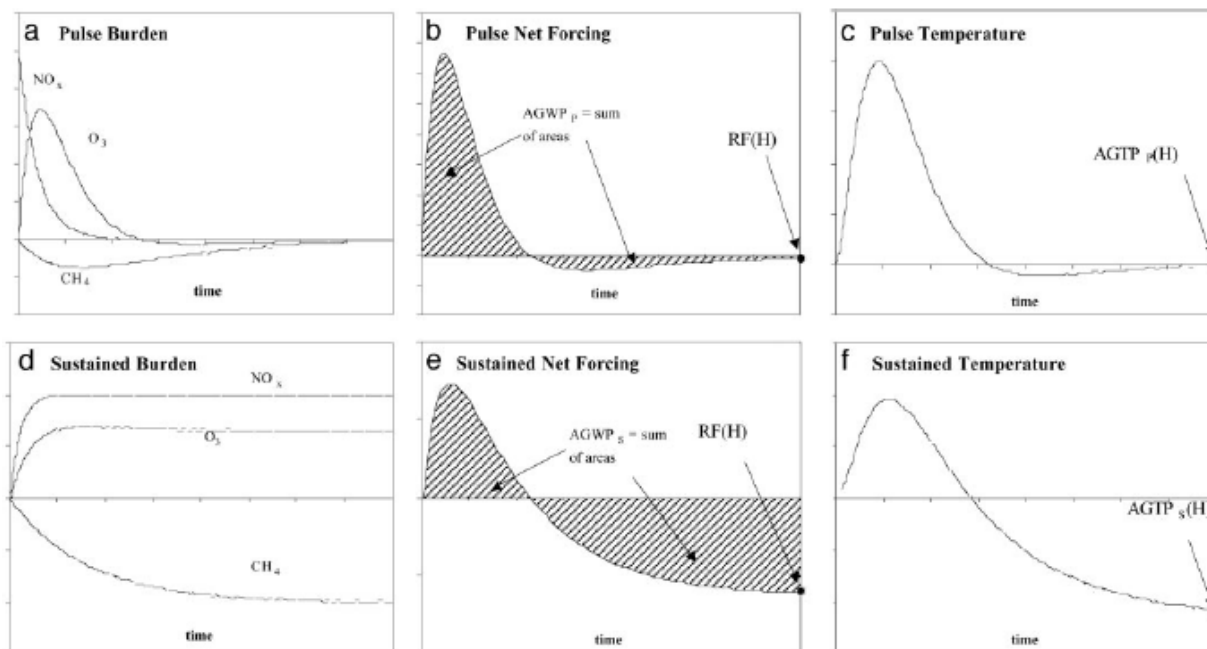 a Pulse Burden
NOx
O3
CH4
time
b Pulse Net Forcing
AGWP P = sum
of areas
RF(H)
time
c Pulse Temperature
AGTP P(H)
time
d Sustained Burden
NOx
O3
CH4
time
e Sustained Net Forcing
AGWP S = sum
of areas
RF(H)
time
f Sustained Temperature
AGTP S(H)
time